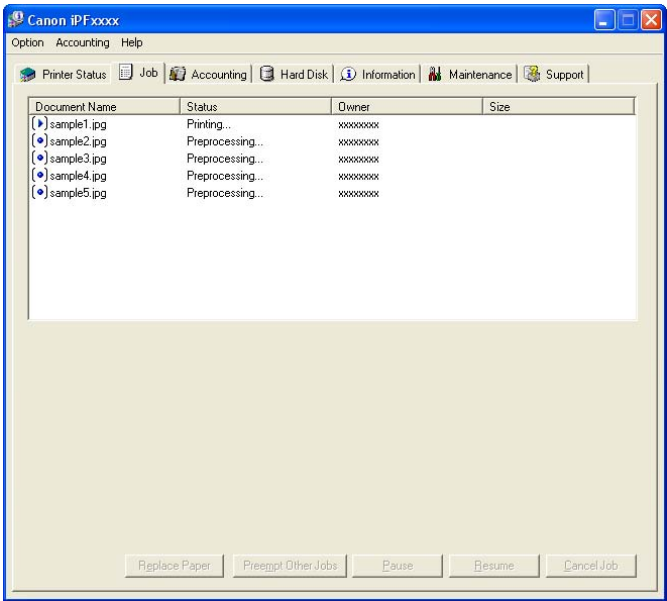 Canon iPFxxxx
Option Accounting Help
Printer Status Job Accounting Hard Disk Information Maintenance Support
Document Name Status Owner Size
sample1.jpg Printing... xxxxxxxx
sample2.jpg Preprocessing... xxxxxxxx
sample3.jpg Preprocessing... xxxxxxxx
sample4.jpg Preprocessing... xxxxxxxx
sample5.jpg Preprocessing... xxxxxxxx
Replace Paper Preempt Other Jobs Pause Resume Cancel Job